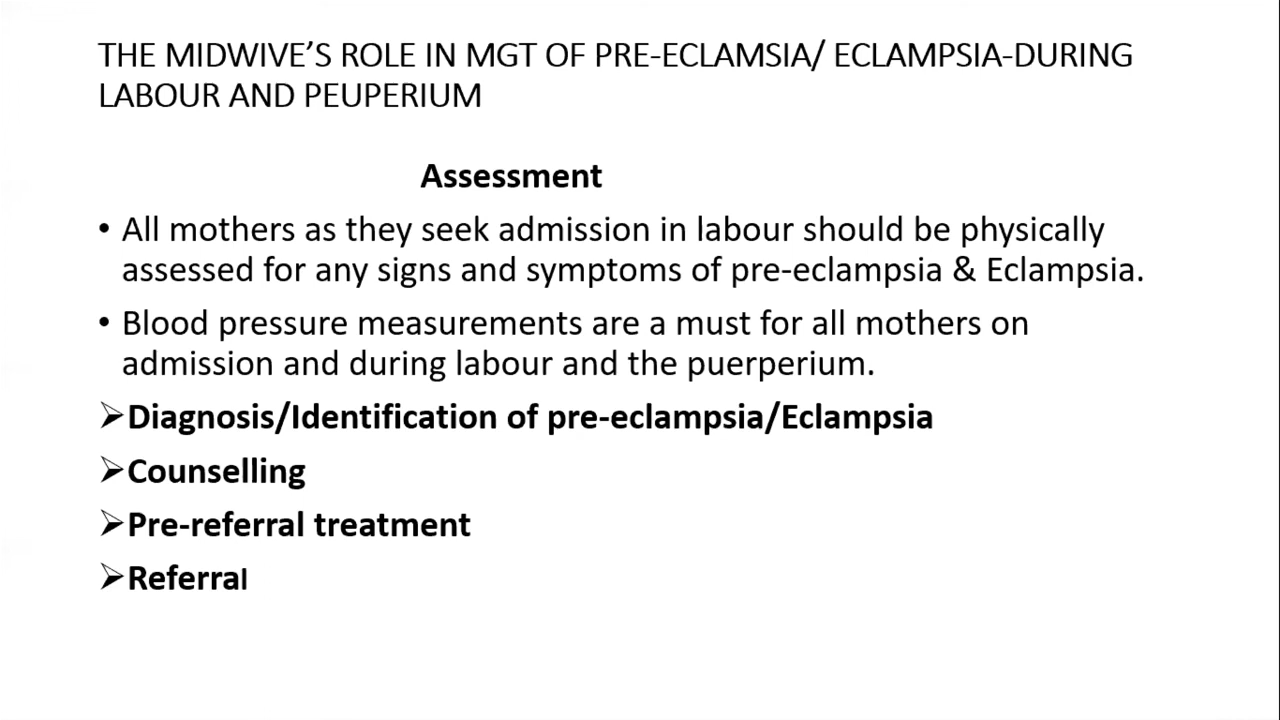 THE MIDWIVE’S ROLE IN MGT OF PRE-ECLAMSIA/ ECLAMPSIA-DURING
LABOUR AND PEUPERIUM
Assessment
• All mothers as they seek admission in labour should be physically
assessed for any signs and symptoms of pre-eclampsia & Eclampsia.
• Blood pressure measurements are a must for all mothers on
admission and during labour and the puerperium.
➢Diagnosis/Identification of pre-eclampsia/Eclampsia
➢Counselling
➢Pre-referral treatment
➢Referral